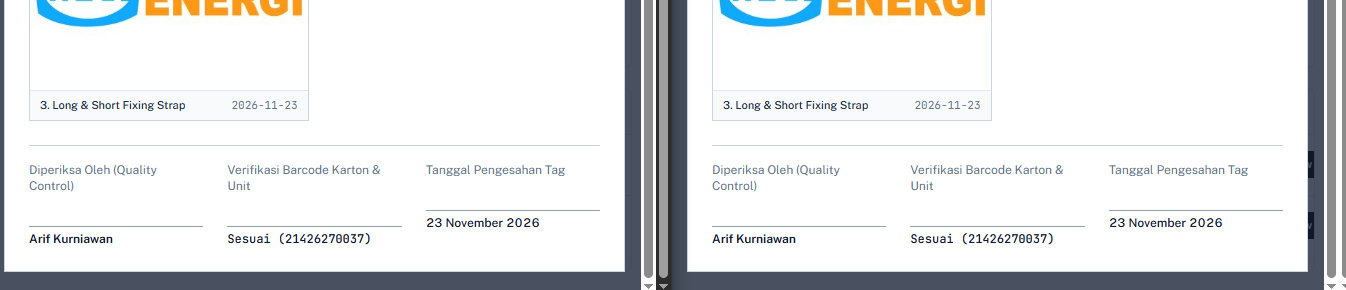 ENERGI ENERGI
3. Long & Short Fixing Strap 2026-11-23 3. Long & Short Fixing Strap 2026-11-23
Diperiksa Oleh (Quality Verifikasi Barcode Karton & Tanggal Pengesahan Tag Diperiksa Oleh (Quality Verifikasi Barcode Karton & Tanggal Pengesahan Tag
Control) Unit Control) Unit
23 November 2026 23 November 2026
Arif Kurniawan Sesuai (21426270037) Arif Kurniawan Sesuai (21426270037)